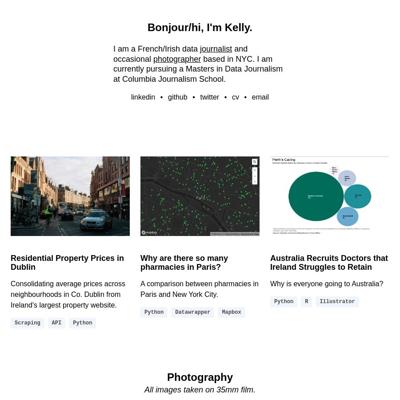 Bonjour/hi, I'm Kelly.
I am a French/Irish data journalist and
occasional photographer based in NYC. I am
currently pursuing a Masters in Data Journalism
at Columbia Journalism School.
linkedin • github • twitter • cv • email
Residential Property Prices in
Dublin
Consolidating average prices across
neighbourhoods in Co. Dublin from
Ireland's largest property website.
Scraping API Python
Why are there so many
pharmacies in Paris?
A comparison between pharmacies in
Paris and New York City.
Python Datawrapper Mapbox
Australia Recruits Doctors that
Ireland Struggles to Retain
Why is everyone going to Australia?
Python R Illustrator
Photography
All images taken on 35mm film.